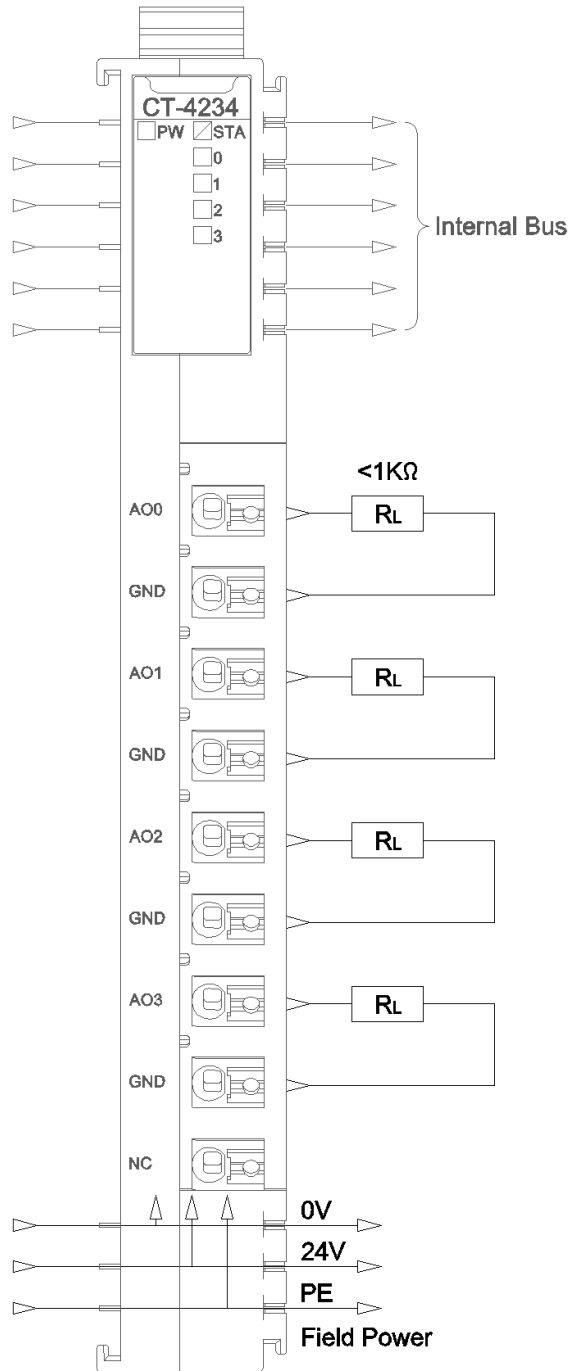 CT-4234
PW STA
0
1
2
3
Internal Bus
<1KΩ
AO0 RL
GND
AO1 RL
GND
AO2 RL
GND
AO3 RL
GND
NC
0V
24V
PE
Field Power